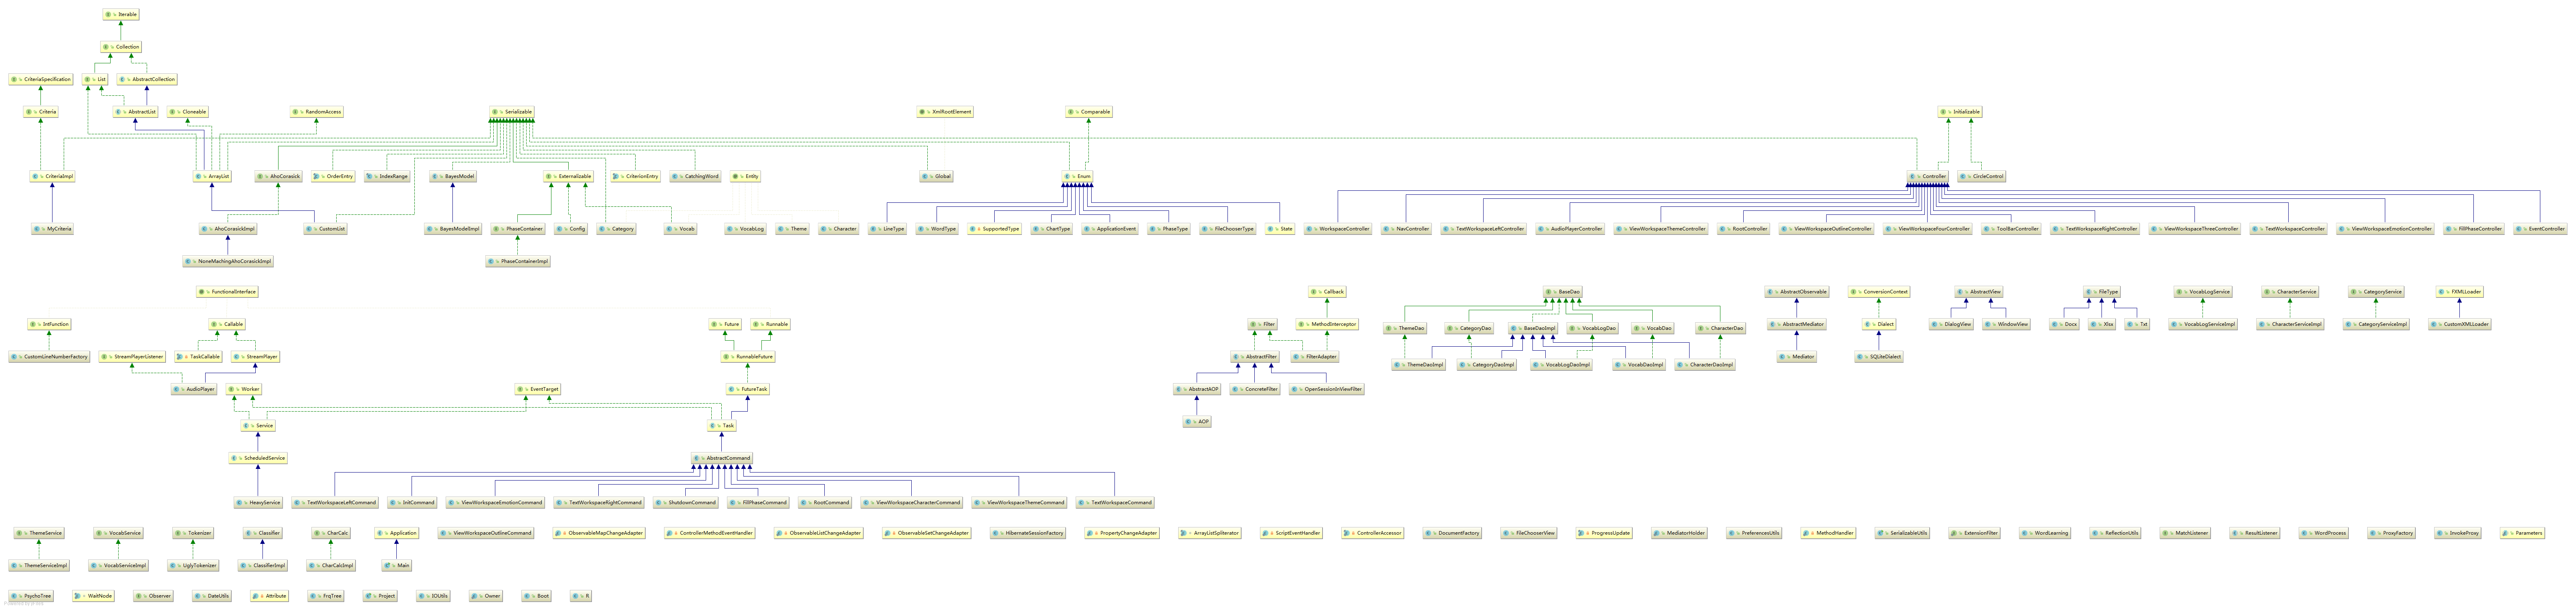 Iterable
Collection
CriteriaSpecification List AbstractCollection
Criteria AbstractList Cloneable RandomAccess Serializable XmlRootElement Comparable Initializable
CriteriaImpl ArrayList AhoCorasick OrderEntry IndexRange BayesModel Externalizable CriterionEntry CatchingWord Entity Global Enum Controller CircleControl
MyCriteria AhoCorasickImpl CustomList BayesModelImpl PhaseContainer Config Category Vocab VocabLog Theme Character LineType WordType SupportedType ChartType ApplicationEvent PhaseType FileChooserType State WorkspaceController NavController TextWorkspaceLeftController AudioPlayerController ViewWorkspaceThemeController RootController ViewWorkspaceOutlineController ViewWorkspaceFourController ToolBarController TextWorkspaceRightController ViewWorkspaceThreeController TextWorkspaceController ViewWorkspaceEmotionController FillPhaseController EventController
NoneMachingAhoCorasickImpl PhaseContainerImpl
FunctionalInterface Callback BaseDao AbstractObservable ConversionContext AbstractView FileType VocabLogService CharacterService CategoryService FXMLLoader
IntFunction Callable Future Runnable Filter MethodInterceptor ThemeDao CategoryDao BaseDaoImpl VocabLogDao VocabDao CharacterDao AbstractMediator Dialect DialogView WindowView Docx Xlsx Txt VocabLogServiceImpl CharacterServiceImpl CategoryServiceImpl CustomXMLLoader
CustomLineNumberFactory StreamPlayerListener TaskCallable StreamPlayer RunnableFuture AbstractFilter FilterAdapter ThemeDaoImpl CategoryDaoImpl VocabLogDaoImpl VocabDaoImpl CharacterDaoImpl Mediator SQLiteDialect
AudioPlayer Worker EventTarget FutureTask AbstractAOP ConcreteFilter OpenSessionInViewFilter
Service Task AOP
ScheduledService AbstractCommand
HeavyService TextWorkspaceLeftCommand InitCommand ViewWorkspaceEmotionCommand TextWorkspaceRightCommand ShutdownCommand FillPhaseCommand RootCommand ViewWorkspaceCharacterCommand ViewWorkspaceThemeCommand TextWorkspaceCommand
ThemeService VocabService Tokenizer Classifier CharCalc Application ViewWorkspaceOutlineCommand ObservableMapChangeAdapter ControllerMethodEventHandler ObservableListChangeAdapter ObservableSetChangeAdapter HibernateSessionFactory PropertyChangeAdapter ArrayListSpliterator ScriptEventHandler ControllerAccessor DocumentFactory FileChooserView ProgressUpdate MediatorHolder PreferencesUtils MethodHandler SerializableUtils ExtensionFilter WordLearning ReflectionUtils MatchListener ResultListener WordProcess ProxyFactory InvokeProxy Parameters
ThemeServiceImpl VocabServiceImpl UglyTokenizer ClassifierImpl CharCalcImpl Main
PsychoTree WaitNode Observer DateUtils Attribute FrqTree Project IOUtils Owner Boot R